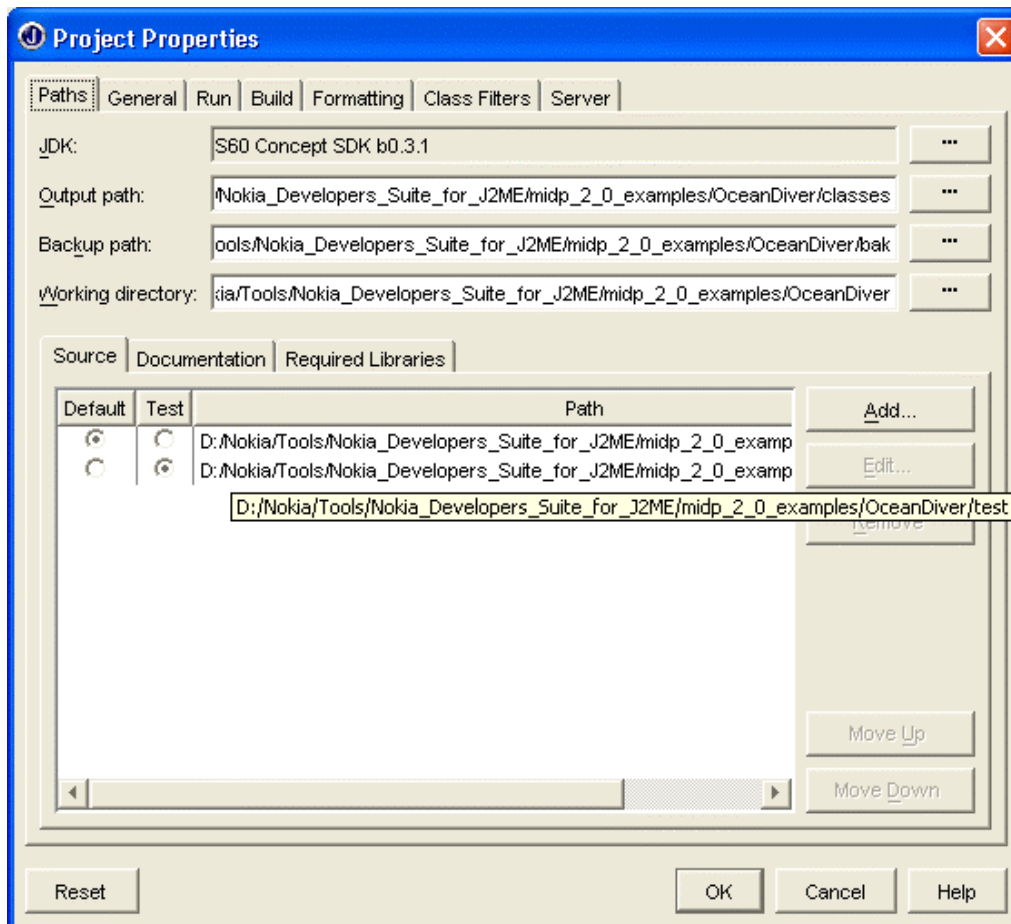 Project Properties
Paths General Run Build Formatting Class Filters Server
JDK: S60 Concept SDK b0.3.1 ...
Output path: /Nokia_Developers_Suite_for_J2ME/midp_2_0_examples/OceanDiver/classes ...
Backup path: ools/Nokia_Developers_Suite_for_J2ME/midp_2_0_examples/OceanDiver/bak ...
Working directory: kia/Tools/Nokia_Developers_Suite_for_J2ME/midp_2_0_examples/OceanDiver ...
Source Documentation Required Libraries
Default Test Path Add...
D:/Nokia/Tools/Nokia_Developers_Suite_for_J2ME/midp_2_0_examp
D:/Nokia/Tools/Nokia_Developers_Suite_for_J2ME/midp_2_0_examp Edit...
D:/Nokia/Tools/Nokia_Developers_Suite_for_J2ME/midp_2_0_examples/OceanDiver/test
Remove
Move Up
Move Down
Reset OK Cancel Help